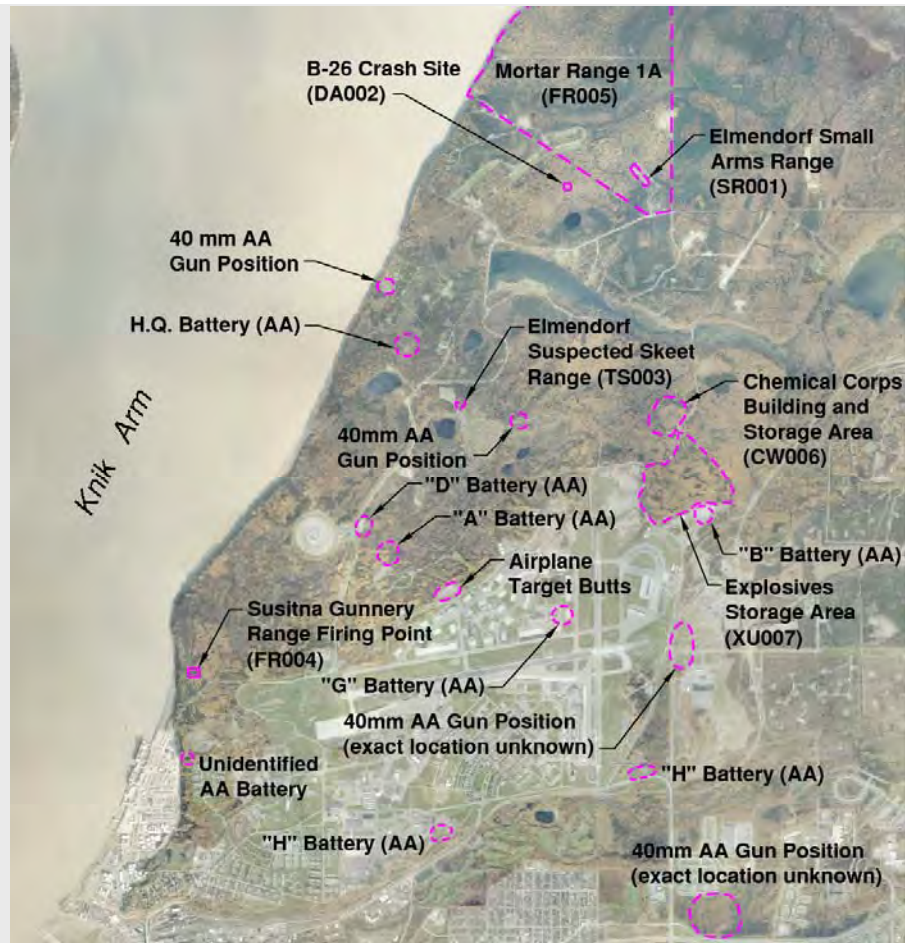 B-26 Crash Site
(DA002)
Mortar Range 1A
(FR005)
Elmendorf Small
Arms Range
(SR001)
40 mm AA
Gun Position
H.Q. Battery (AA)
Elmendorf
Suspected Skeet
Range (TS003)
Chemical Corps
Building and
Storage Area
(CW006)
Knik Arm
40mm AA
Gun Position
"D" Battery (AA)
"A" Battery (AA)
"B" Battery (AA)
Airplane
Target Butts
Explosives
Storage Area
(XU007)
Susitna Gunnery
Range Firing Point
(FR004)
"G" Battery (AA)
40mm AA Gun Position
(exact location unknown)
Unidentified
AA Battery
"H" Battery (AA)
"H" Battery (AA)
40mm AA Gun Position
(exact location unknown)